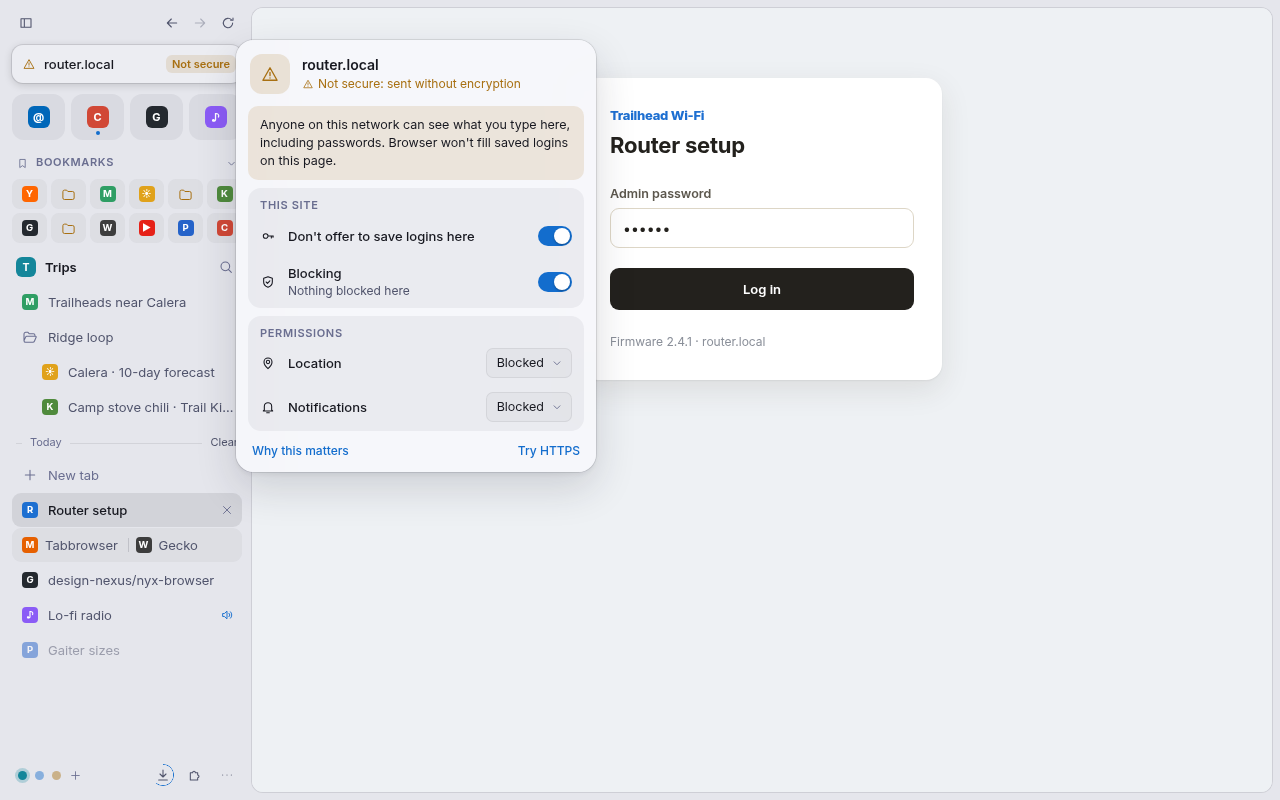 router.local
Not secure
@
C
G
BOOKMARKS
Y
M
K
G
W
P
C
T
Trips
M
Trailheads near Calera
Ridge loop
Calera · 10-day forecast
K
Camp stove chili · Trail Ki...
Today
Clear
New tab
R
Router setup
M
Tabbrowser
W
Gecko
G
design-nexus/nyx-browser
Lo-fi radio
P
Gaiter sizes
router.local
Not secure: sent without encryption
Anyone on this network can see what you type here,
including passwords. Browser won't fill saved logins
on this page.
THIS SITE
Don't offer to save logins here
Blocking
Nothing blocked here
PERMISSIONS
Location
Blocked
Notifications
Blocked
Why this matters
Try HTTPS
Trailhead Wi-Fi
Router setup
Admin password
••••••
Log in
Firmware 2.4.1 · router.local